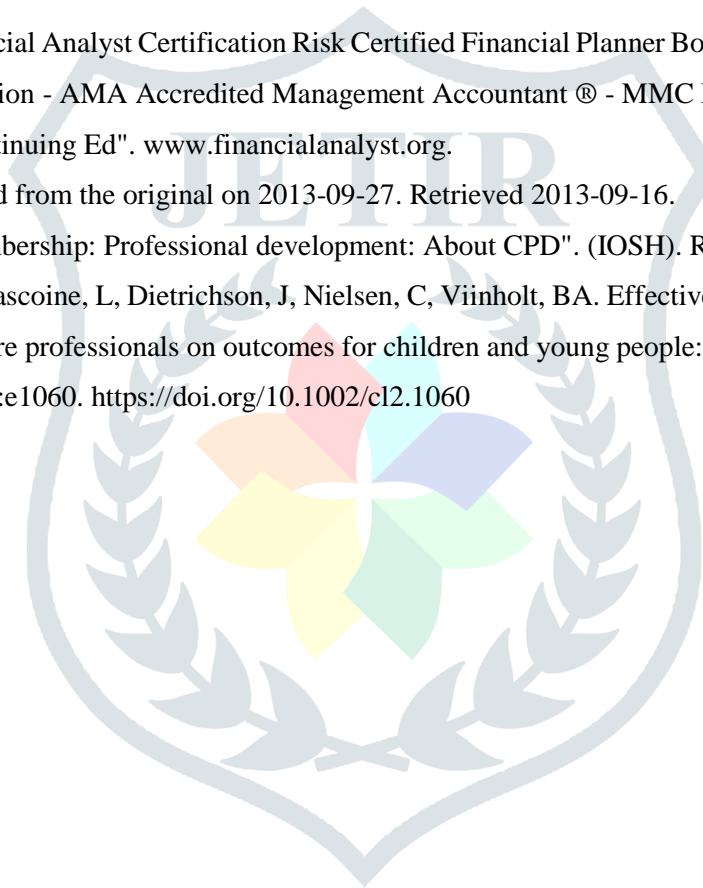 cial Analyst Certification Risk Certified Financial Planner Bo
ion - AMA Accredited Management Accountant ® - MMC
tinuing Ed". www.financialanalyst.org.
JETIR
d from the original on 2013-09-27. Retrieved 2013-09-16.
bership: Professional development: About CPD". (IOSH). R
ascoine, L, Dietrichson, J, Nielsen, C, Viinholt, BA. Effective
re professionals on outcomes for children and young people:
:e1060. https://doi.org/10.1002/cl2.1060